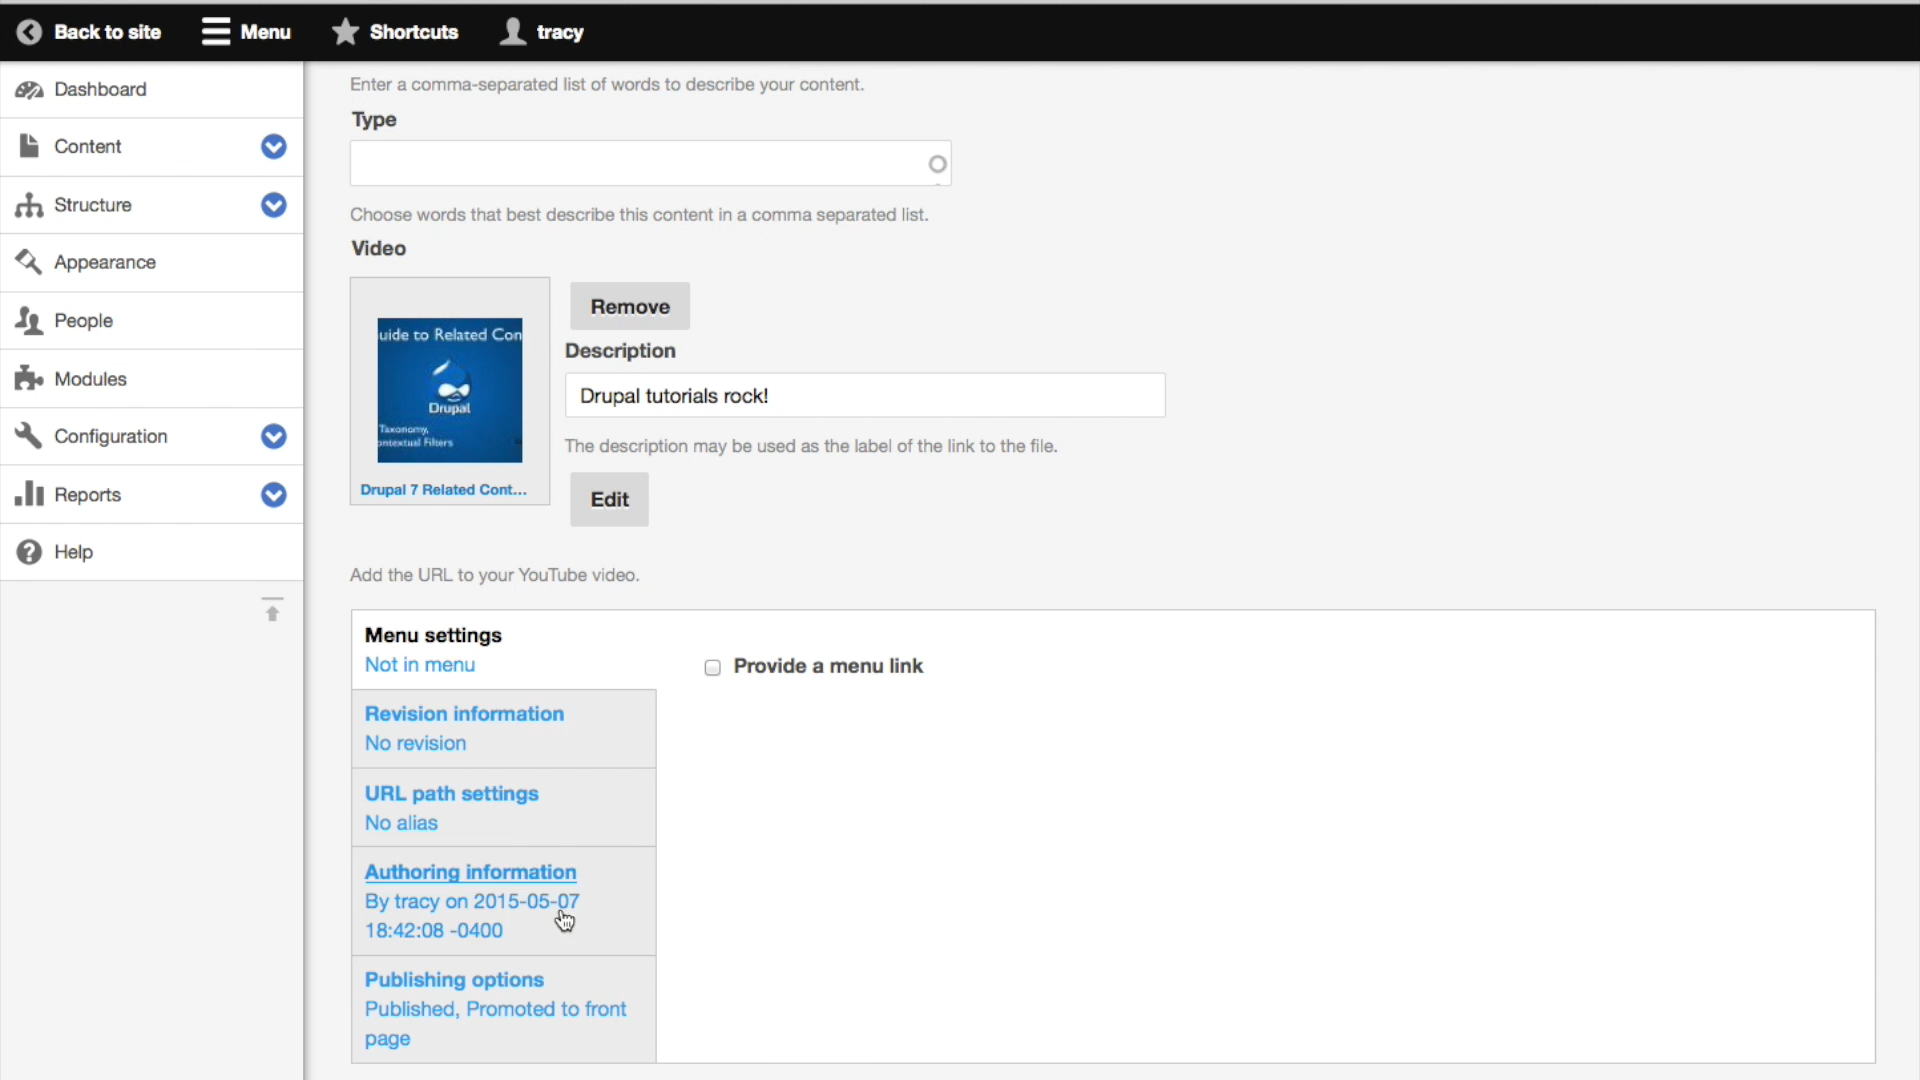 Back to site
Menu
Shortcuts
tracy
Dashboard
Content
Structure
Appearance
People
Modules
Configuration
Reports
Help
Enter a comma-separated list of words to describe your content.
Type
Choose words that best describe this content in a comma separated list.
Video
uide to Related Con
Drupal
Taxonomy,
ontextual Filters
Drupal 7 Related Cont...
Remove
Description
Drupal tutorials rock!
The description may be used as the label of the link to the file.
Edit
Add the URL to your YouTube video.
Menu settings
Not in menu
Provide a menu link
Revision information
No revision
URL path settings
No alias
Authoring information
By tracy on 2015-05-07
18:42:08 -0400
Publishing options
Published, Promoted to front
page